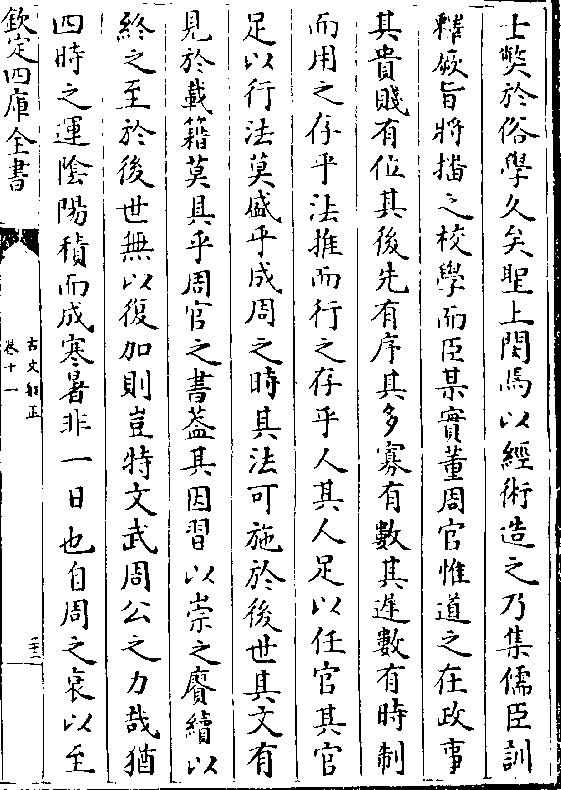 士弊於俗學久矣聖上閔焉以經術造之乃集儒臣訓
釋厥旨將播之校學而臣某實董周官惟道之在政事
其貴賤有位其後先有序其多寡有數其遲數有時制
而用之存乎法推而行之存乎人其人足以任官其官
足以行法莫盛乎成周之時其法可施於後世其文有
見於載籍莫具乎周官之書葢其因習以崇之賡續以
終之至於後世無以復加則豈特文武周公之力哉猶
四時之運陰陽積而成寒暑非一日也自周之衰以至
欽定四庫全書
古文雅正
卷十一
二十二